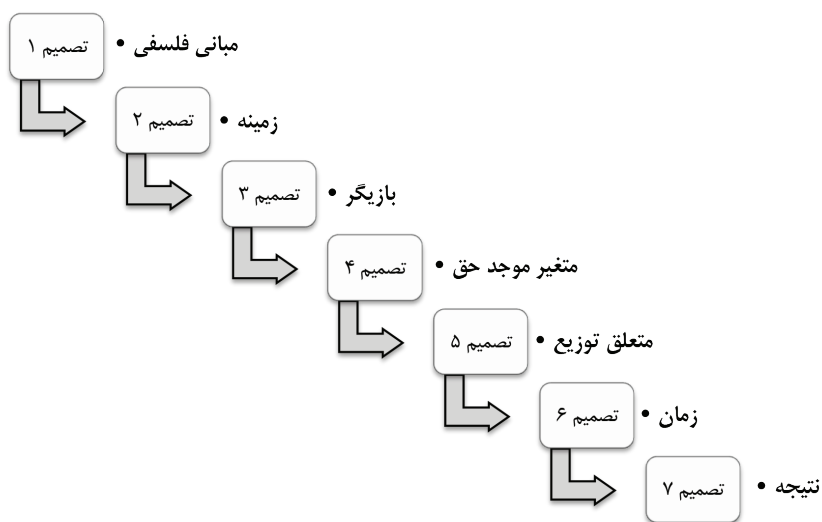 تصمیم ۱
• مبانی فلسفی
تصمیم ۲
• زمینه
تصمیم ۳
• بازیگر
تصمیم ۴
• متغیر موجد حق
تصمیم ۵
• متعلق توزیع
تصمیم ۶
• زمان
تصمیم ۷
• نتیجه